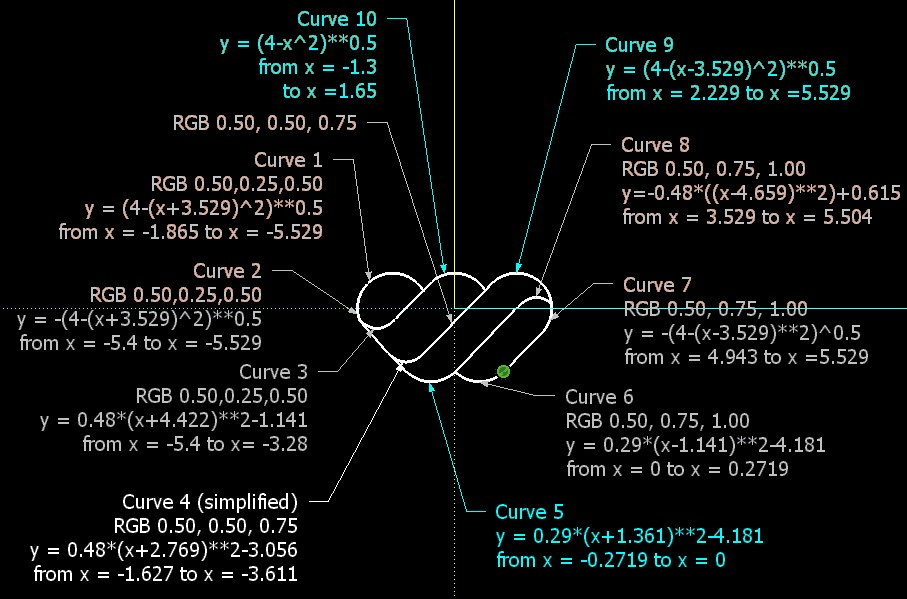 Curve 10
y = (4-x^2)**0.5
from x = -1.3
to x =1.65
Curve 9
y = (4-(x-3.529)^2)**0.5
from x = 2.229 to x =5.529
RGB 0.50, 0.50, 0.75
Curve 8
RGB 0.50, 0.75, 1.00
y=-0.48*((x-4.659)**2)+0.615
from x = 3.529 to x = 5.504
Curve 1
RGB 0.50,0.25,0.50
y = (4-(x+3.529)^2)**0.5
from x = -1.865 to x = -5.529
Curve 2
RGB 0.50,0.25,0.50
y = -(4-(x+3.529)^2)**0.5
from x = -5.4 to x = -5.529
Curve 7
RGB 0.50, 0.75, 1.00
y = -(4-(x-3.529)**2)^0.5
from x = 4.943 to x =5.529
Curve 3
RGB 0.50,0.25,0.50
y = 0.48*(x+4.422)**2-1.141
from x = -5.4 to x= -3.28
Curve 6
RGB 0.50, 0.75, 1.00
y = 0.29*(x-1.141)**2-4.181
from x = 0 to x = 0.2719
Curve 4 (simplified)
RGB 0.50, 0.50, 0.75
y = 0.48*(x+2.769)**2-3.056
from x = -1.627 to x = -3.611
Curve 5
y = 0.29*(x+1.361)**2-4.181
from x = -0.2719 to x = 0